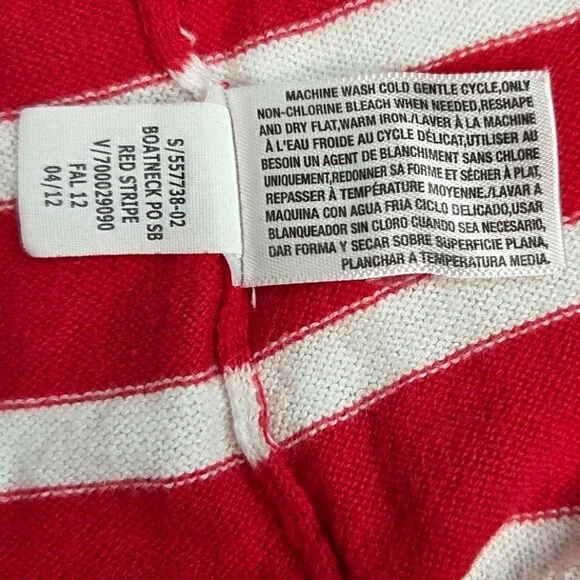 S/557738-02
BOATNECK PO SB
RED STRIPE
V/700029090
FAL 12
04/12
MACHINE WASH COLD GENTLE CYCLE,ONLY
NON-CHLORINE BLEACH WHEN NEEDED,RESHAPE
AND DRY FLAT,WARM IRON./LAVER À LA MACHINE
À L'EAU FROIDE AU CYCLE DÉLICAT,UTILISER AU
BESOIN UN AGENT DE BLANCHIMENT SANS CHLORE
UNIQUEMENT,REDONNER SA FORME ET SÉCHER À PLAT,
REPASSER À TEMPÉRATURE MOYENNE./LAVAR A
MAQUINA CON AGUA FRIA CICLO DELICADO,USAR
BLANQUEADOR SIN CLORO CUANDO SEA NECESARIO,
DAR FORMA Y SECAR SOBRE SUPERFICIE PLANA,
PLANCHAR A TEMPERATURA MEDIA.